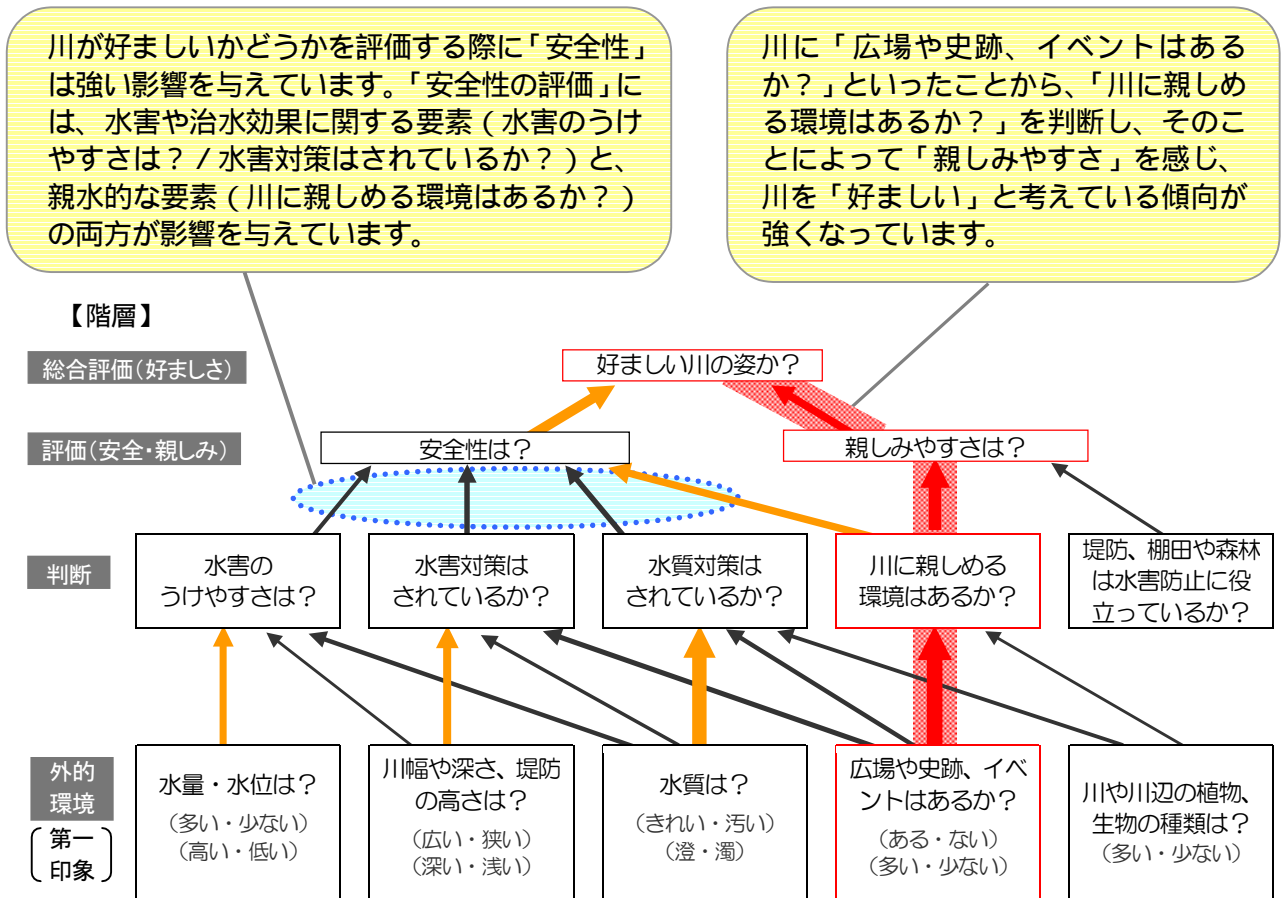 川が好ましいかどうかを評価する際に「安全性」
は強い影響を与えています。「安全性の評価」に
は、水害や治水効果に関する要素（水害のうけ
やすさは？／水害対策はされているか？）と、
親水的な要素（川に親しめる環境はあるか？）
の両方が影響を与えています。
川に「広場や史跡、イベントはある
か？」といったことから、「川に親しめ
る環境はあるか？」を判断し、そのこ
とによって「親しみやすさ」を感じ、
川を「好ましい」と考えている傾向が
強くなっています。
【階層】
総合評価（好ましさ）
好ましい川の姿か？
評価（安全・親しみ）
安全性は？
親しみやすさは？
判断
水害の
うけやすさは？
水害対策は
されているか？
水質対策は
されているか？
川に親しめる
環境はあるか？
堤防、棚田や森林
は水害防止に役
立っているか？
外的
環境
第一
印象
水量・水位は？
（多い・少ない）
（高い・低い）
川幅や深さ、堤防
の高さは？
（広い・狭い）
（深い・浅い）
水質は？
（きれい・汚い）
（澄・濁）
広場や史跡、イベ
ントはあるか？
（ある・ない）
（多い・少ない）
川や川辺の植物、
生物の種類は？
（多い・少ない）